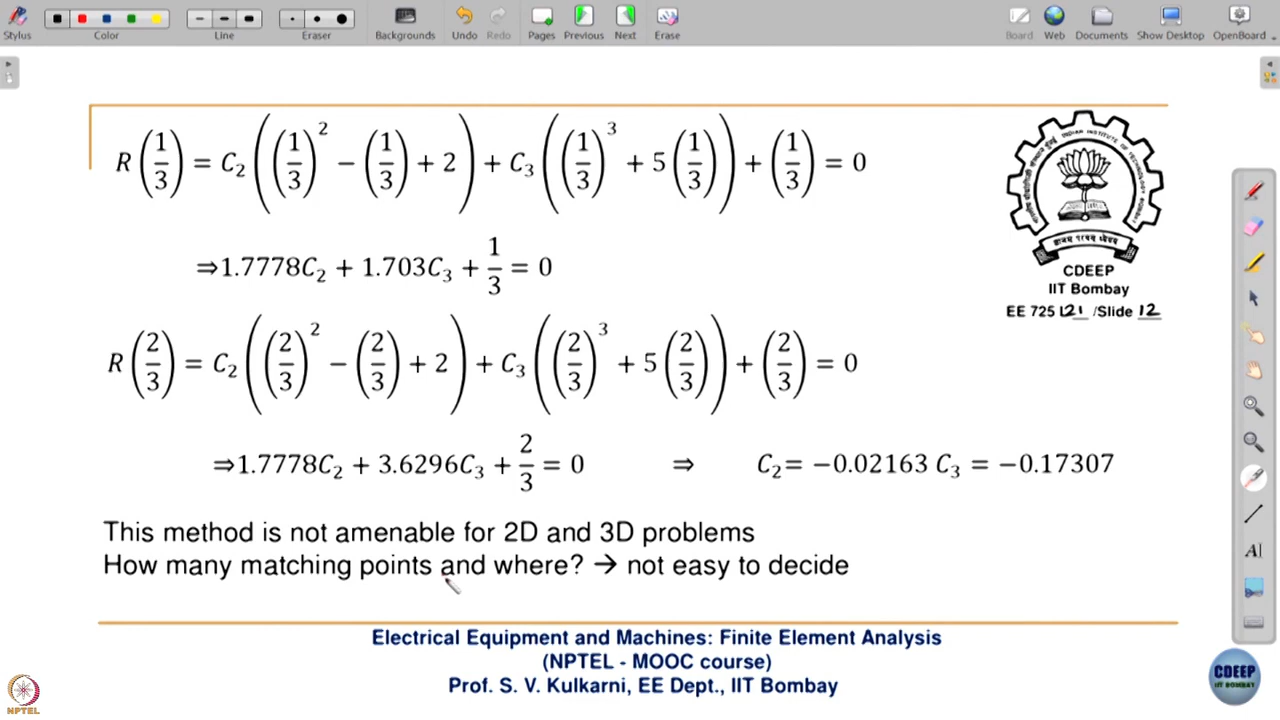 Stylus Color Line Eraser Backgrounds Undo Redo Pages Previous Next Erase Board Web Documents Show Desktop OpenBoard
R(1/3) = C₂((1/3)² − (1/3) + 2) + C₃((1/3)³ + 5(1/3)) + (1/3) = 0
⇒1.7778C₂ + 1.703C₃ + 1/3 = 0
R(2/3) = C₂((2/3)² − (2/3) + 2) + C₃((2/3)³ + 5(2/3)) + (2/3) = 0
⇒1.7778C₂ + 3.6296C₃ + 2/3 = 0 ⇒ C₂= −0.02163 C₃ = −0.17307
This method is not amenable for 2D and 3D problems
How many matching points and where? → not easy to decide
CDEEP
IIT Bombay
EE 725 L21 /Slide 12
Electrical Equipment and Machines: Finite Element Analysis
(NPTEL - MOOC course)
Prof. S. V. Kulkarni, EE Dept., IIT Bombay
NPTEL
CDEEP
IIT BOMBAY